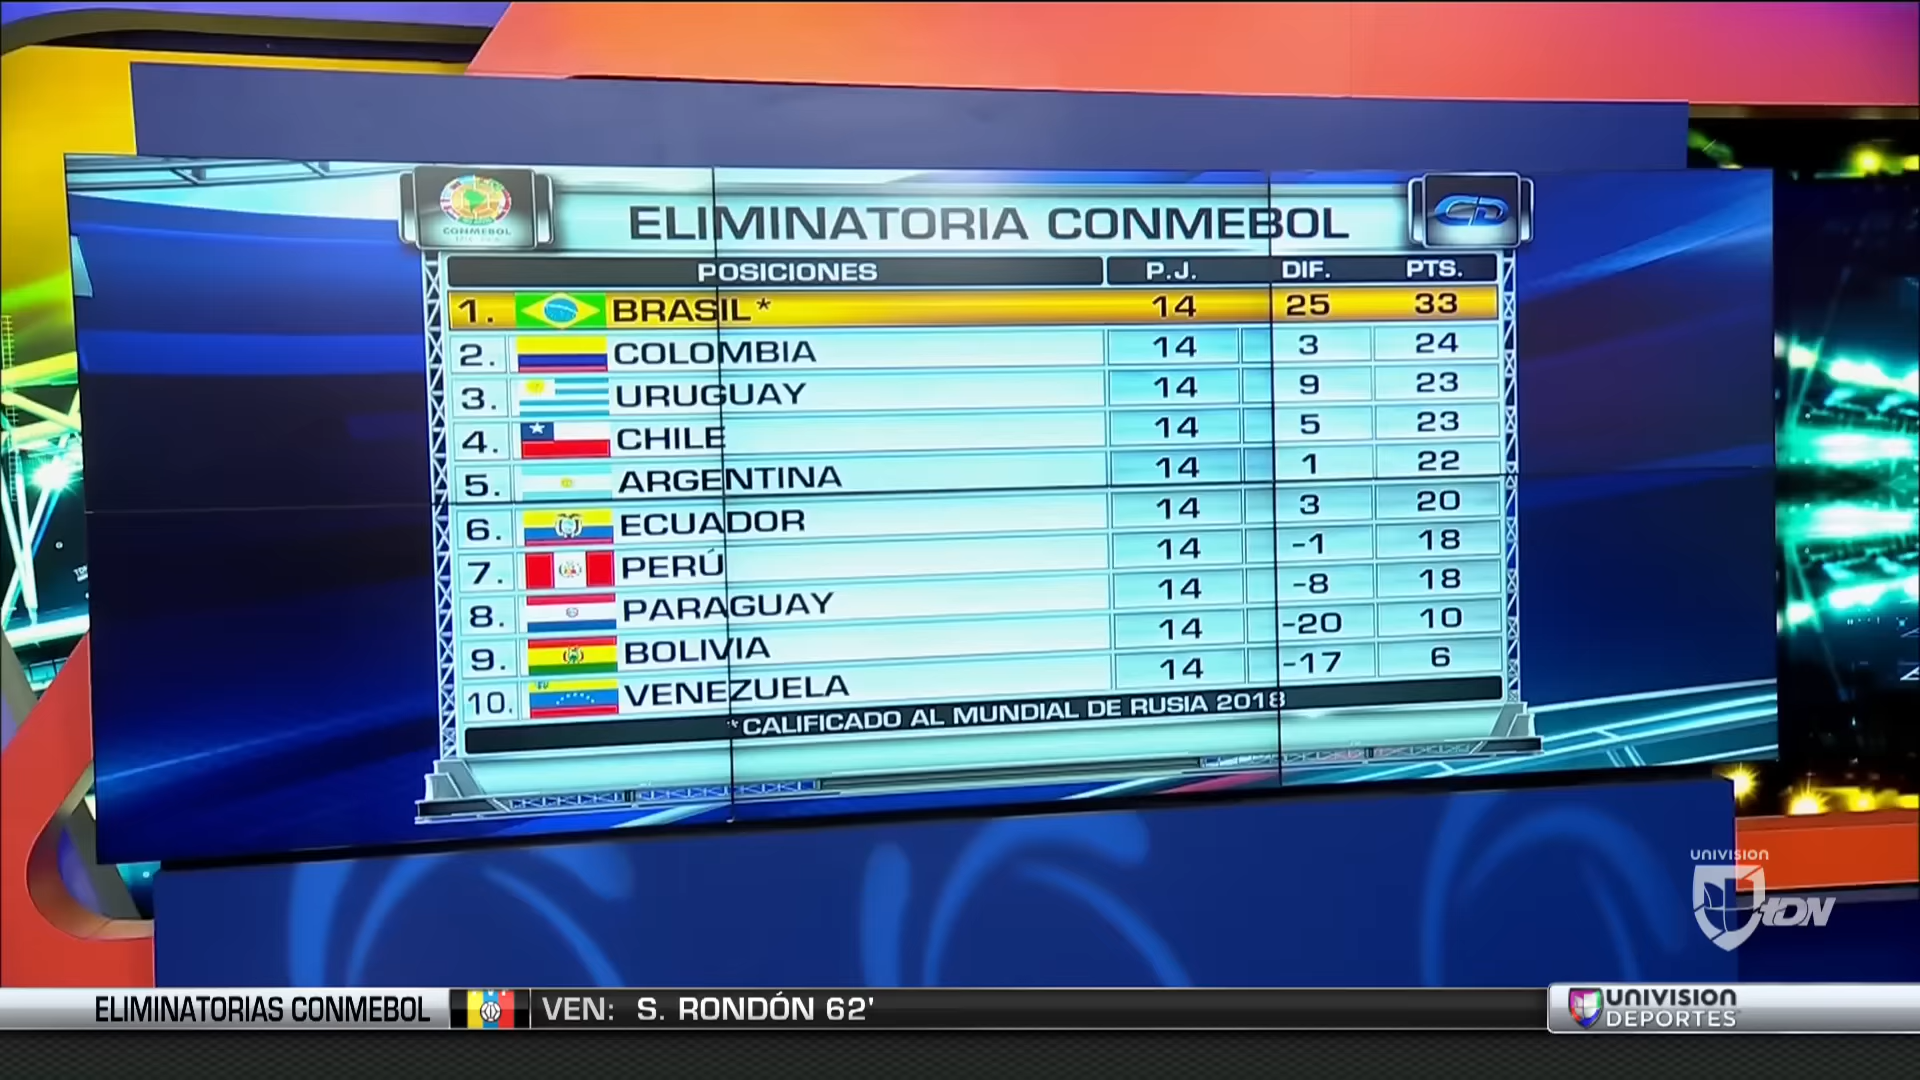 CONMEBOL
ELIMINATORIA CONMEBOL
CD
POSICIONES P.J. DIF. PTS.
1. BRASIL* 14 25 33
2. COLOMBIA 14 3 24
3. URUGUAY 14 9 23
4. CHILE 14 5 23
5. ARGENTINA 14 1 22
6. ECUADOR 14 3 20
7. PERÚ 14 -1 18
8. PARAGUAY 14 -8 18
9. BOLIVIA 14 -20 10
10. VENEZUELA 14 -17 6
*CALIFICADO AL MUNDIAL DE RUSIA 2018
UNIVISION
tDN
ELIMINATORIAS CONMEBOL VEN: S. RONDÓN 62'
UNIVISION
DEPORTES